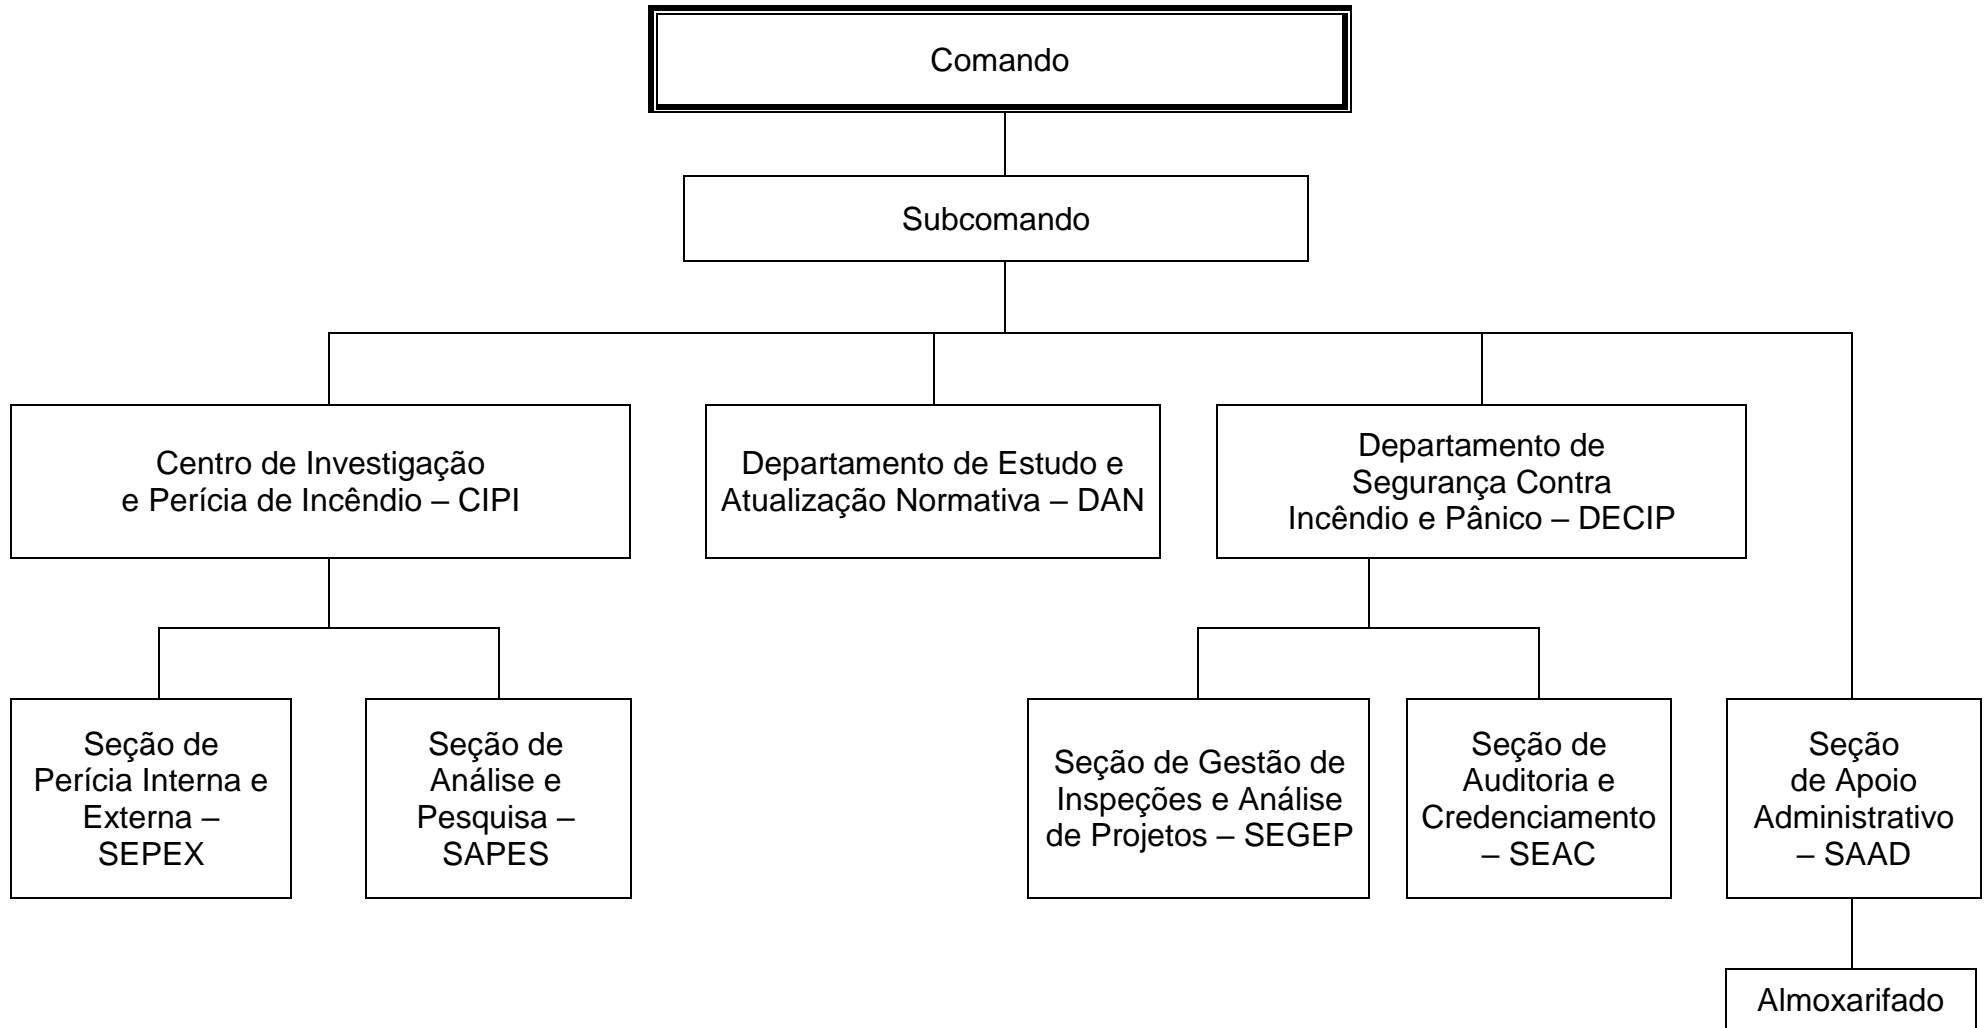 Comando
Subcomando
Centro de Investigação
e Perícia de Incêndio – CIPI
Departamento de Estudo e
Atualização Normativa – DAN
Departamento de
Segurança Contra
Incêndio e Pânico – DECIP
Seção de
Perícia Interna e
Externa –
SEPEX
Seção de
Análise e
Pesquisa –
SAPES
Seção de Gestão de
Inspeções e Análise
de Projetos – SEGEP
Seção de
Auditoria e
Credenciamento
– SEAC
Seção
de Apoio
Administrativo
– SAAD
Almoxarifado